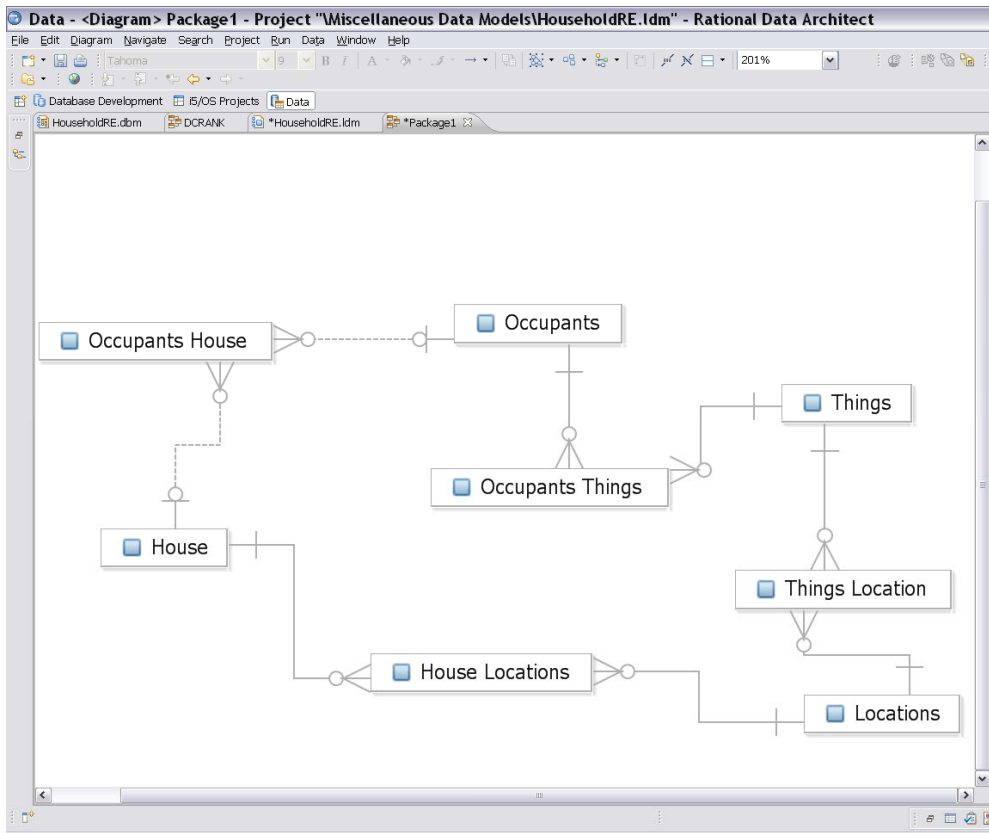 Data - <Diagram> Package1 - Project "\Miscellaneous Data Models\HouseholdRE.ldm" - Rational Data Architect
File Edit Diagram Navigate Search Project Run Data Window Help
Tahoma 9 B I A 201%
Database Development i5/OS Projects Data
HouseholdRE.dbm DCRANK *HouseholdRE.ldm *Package1
Occupants
Occupants House
Things
Occupants Things
House
Things Location
House Locations
Locations